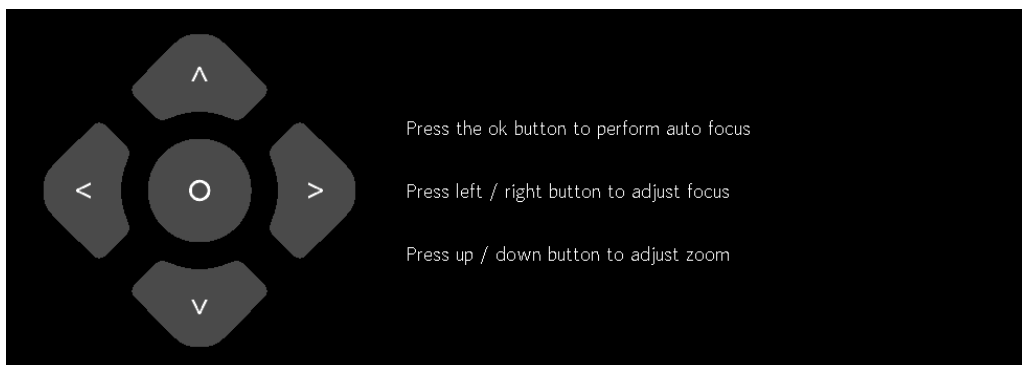 ^
< O >
v
Press the ok button to perform auto focus
Press left / right button to adjust focus
Press up / down button to adjust zoom